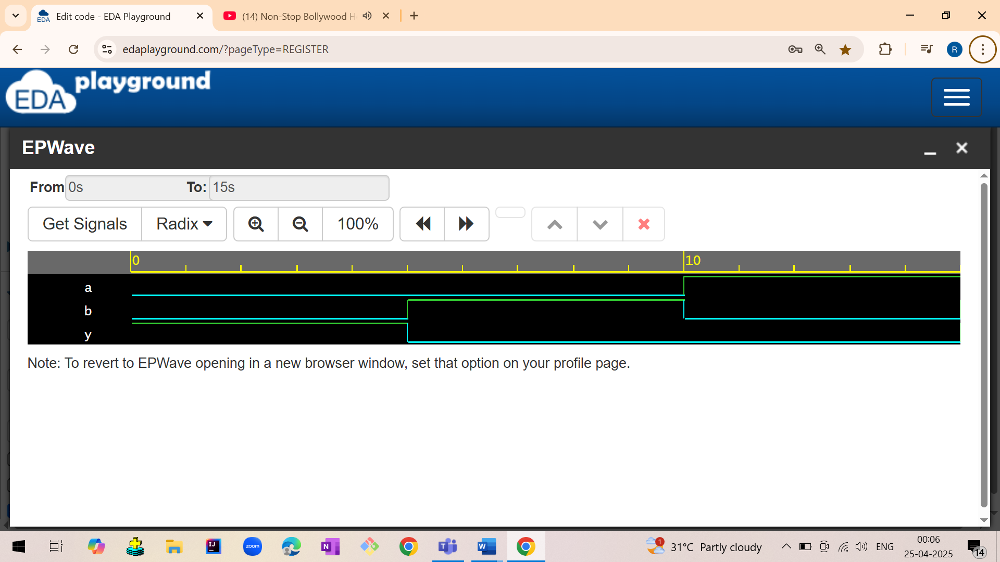 Edit code - EDA Playground
(14) Non-Stop Bollywood H
edaplayground.com/?pageType=REGISTER
R
EDA playground
EPWave
From 0s To: 15s
Get Signals Radix 100%
0 10
a
b
y
Note: To revert to EPWave opening in a new browser window, set that option on your profile page.
1 31°C Partly cloudy ENG 00:06
25-04-2025 14